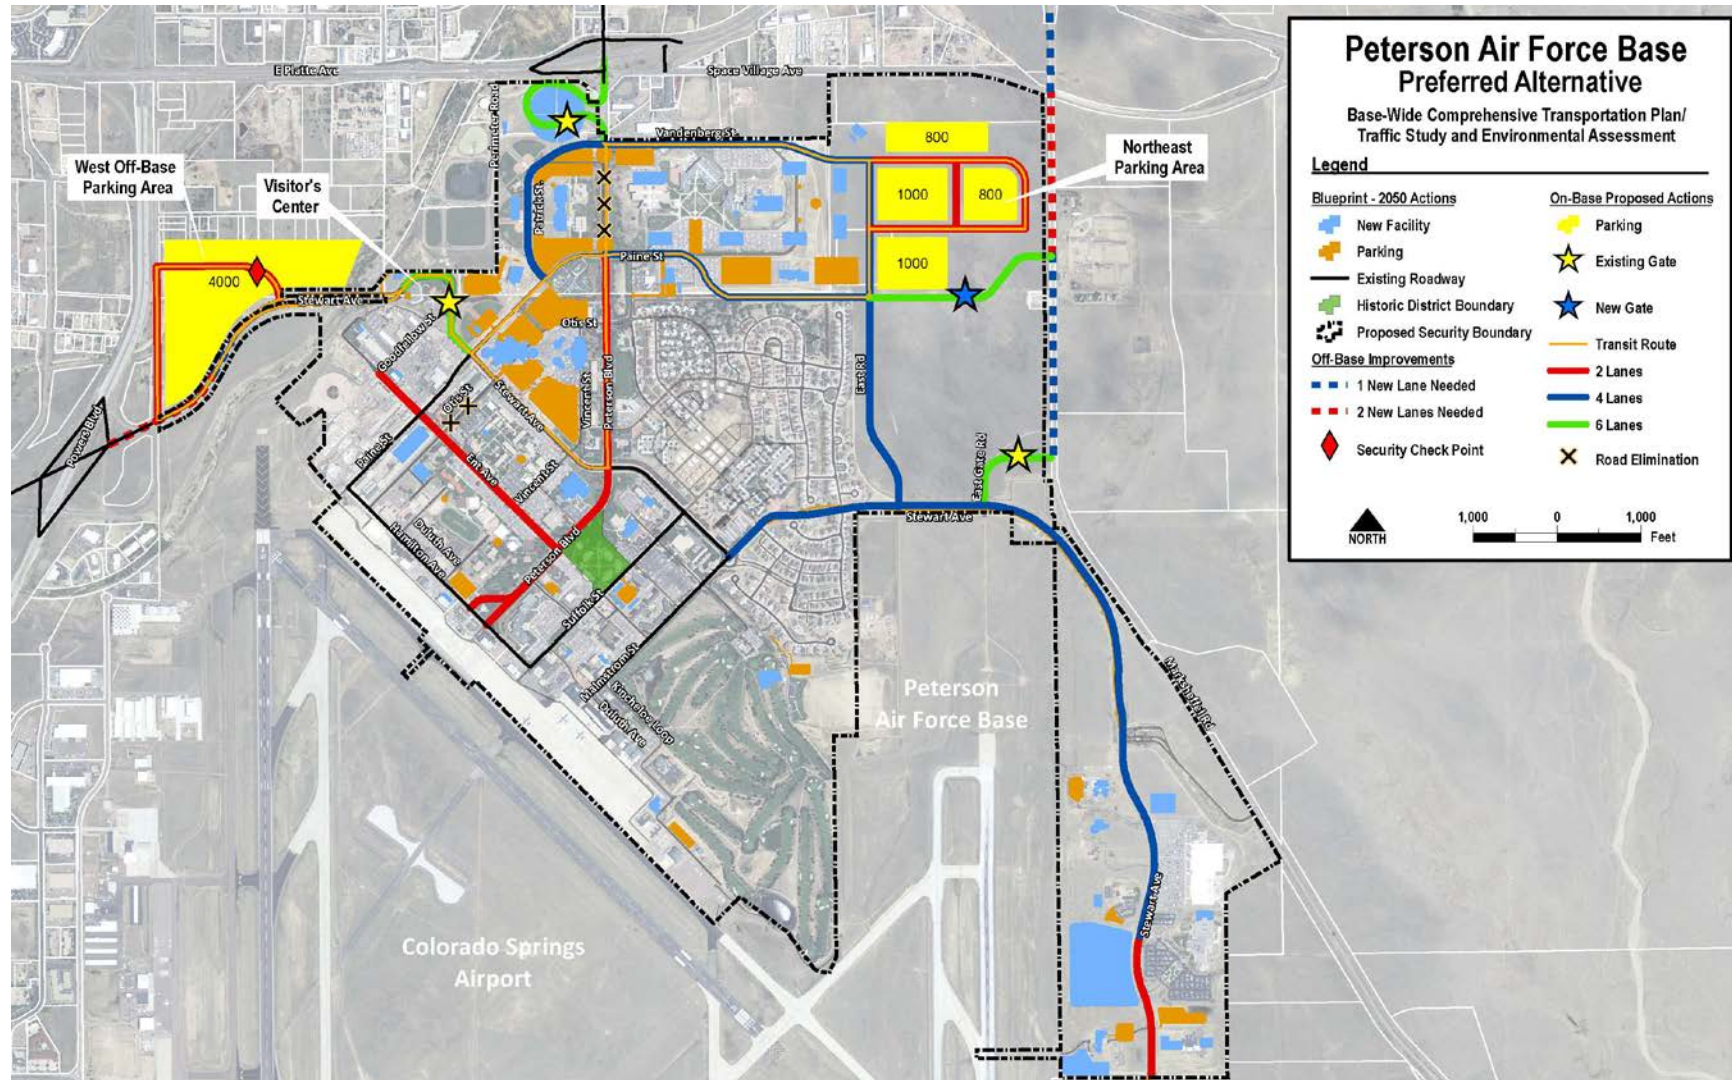 E Platte Ave
Space Village Ave
Perimeter Road
Vandenberg St
West Off-Base
Parking Area
Visitor's
Center
Northeast
Parking Area
800
1000
800
1000
4000
Patrick St.
Paine St
Stewart Ave
Goodfellow St
Otis St
Otis St
Stewart Ave
Vincent St
Peterson Blvd
East Rd
Powers Blvd
Paine St
Ent Ave
Vincent St
East Gate Rd
Stewart Ave
Duluth Ave
Hamilton Ave
Peterson Blvd
Suffolk St
Malmstrom St
Kincheloe Loop
Duluth Ave
Marksheffel Rd
Peterson
Air Force Base
Stewart Ave
Colorado Springs
Airport
Peterson Air Force Base
Preferred Alternative
Base-Wide Comprehensive Transportation Plan/
Traffic Study and Environmental Assessment
Legend
Blueprint - 2050 Actions
New Facility
Parking
Existing Roadway
Historic District Boundary
Proposed Security Boundary
Off-Base Improvements
1 New Lane Needed
2 New Lanes Needed
Security Check Point
On-Base Proposed Actions
Parking
Existing Gate
New Gate
Transit Route
2 Lanes
4 Lanes
6 Lanes
Road Elimination
NORTH
1,000 0 1,000
Feet